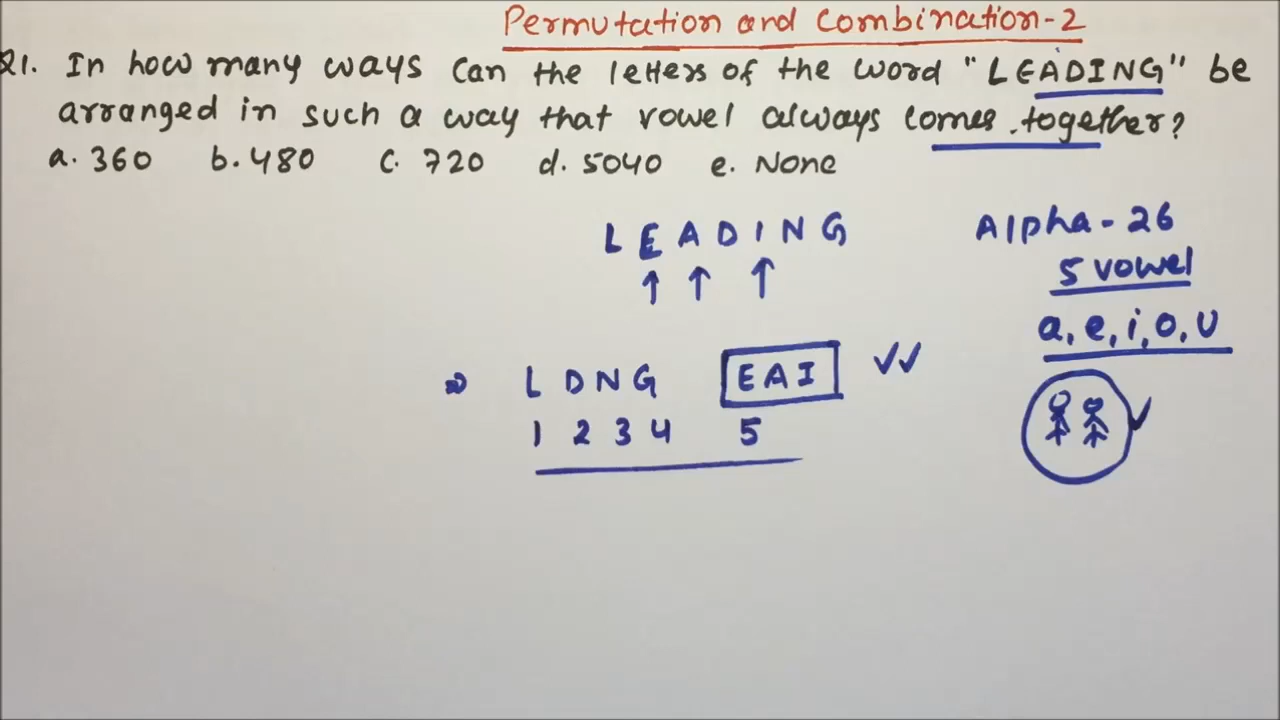 Permutation and Combination-2
Q1. In how many ways can the letters of the word "LEADING" be
arranged in such a way that vowel always comes together?
a. 360 b. 480 c. 720 d. 5040 e. None
L E A D I N G
Alpha - 26
5 vowel
a, e, i, o, U
⇒ L D N G EAI
1 2 3 4 5